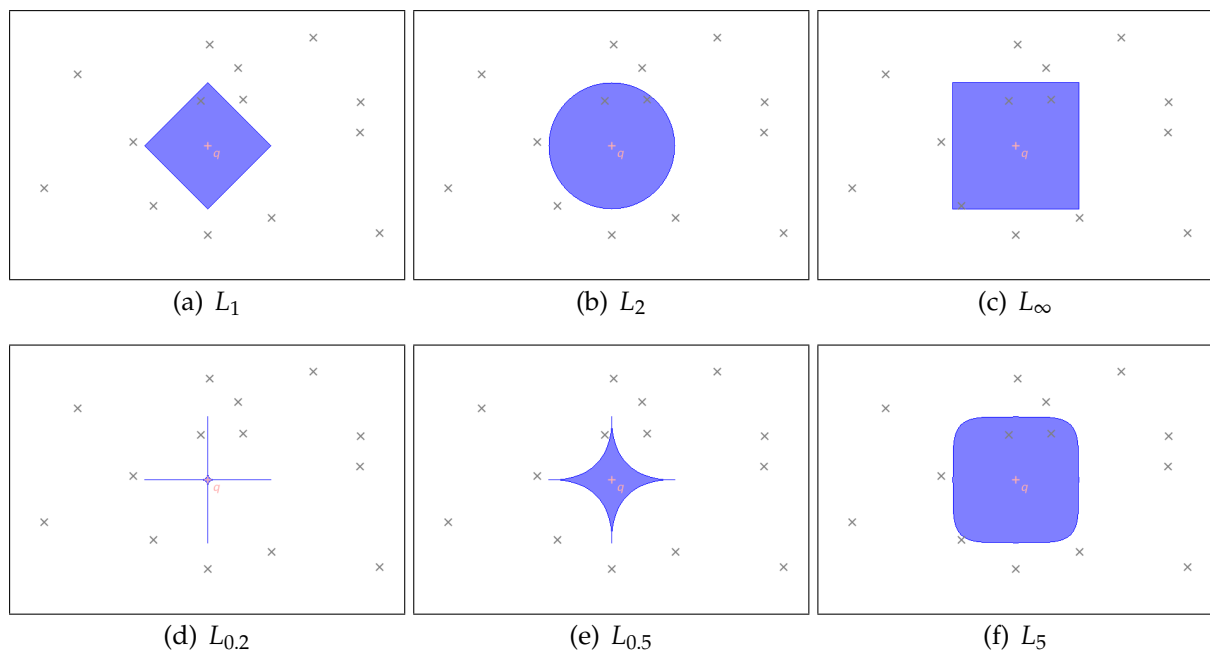 q
q
q
(a) L₁
(b) L₂
(c) L∞
q
q
q
(d) L₀.₂
(e) L₀.₅
(f) L₅